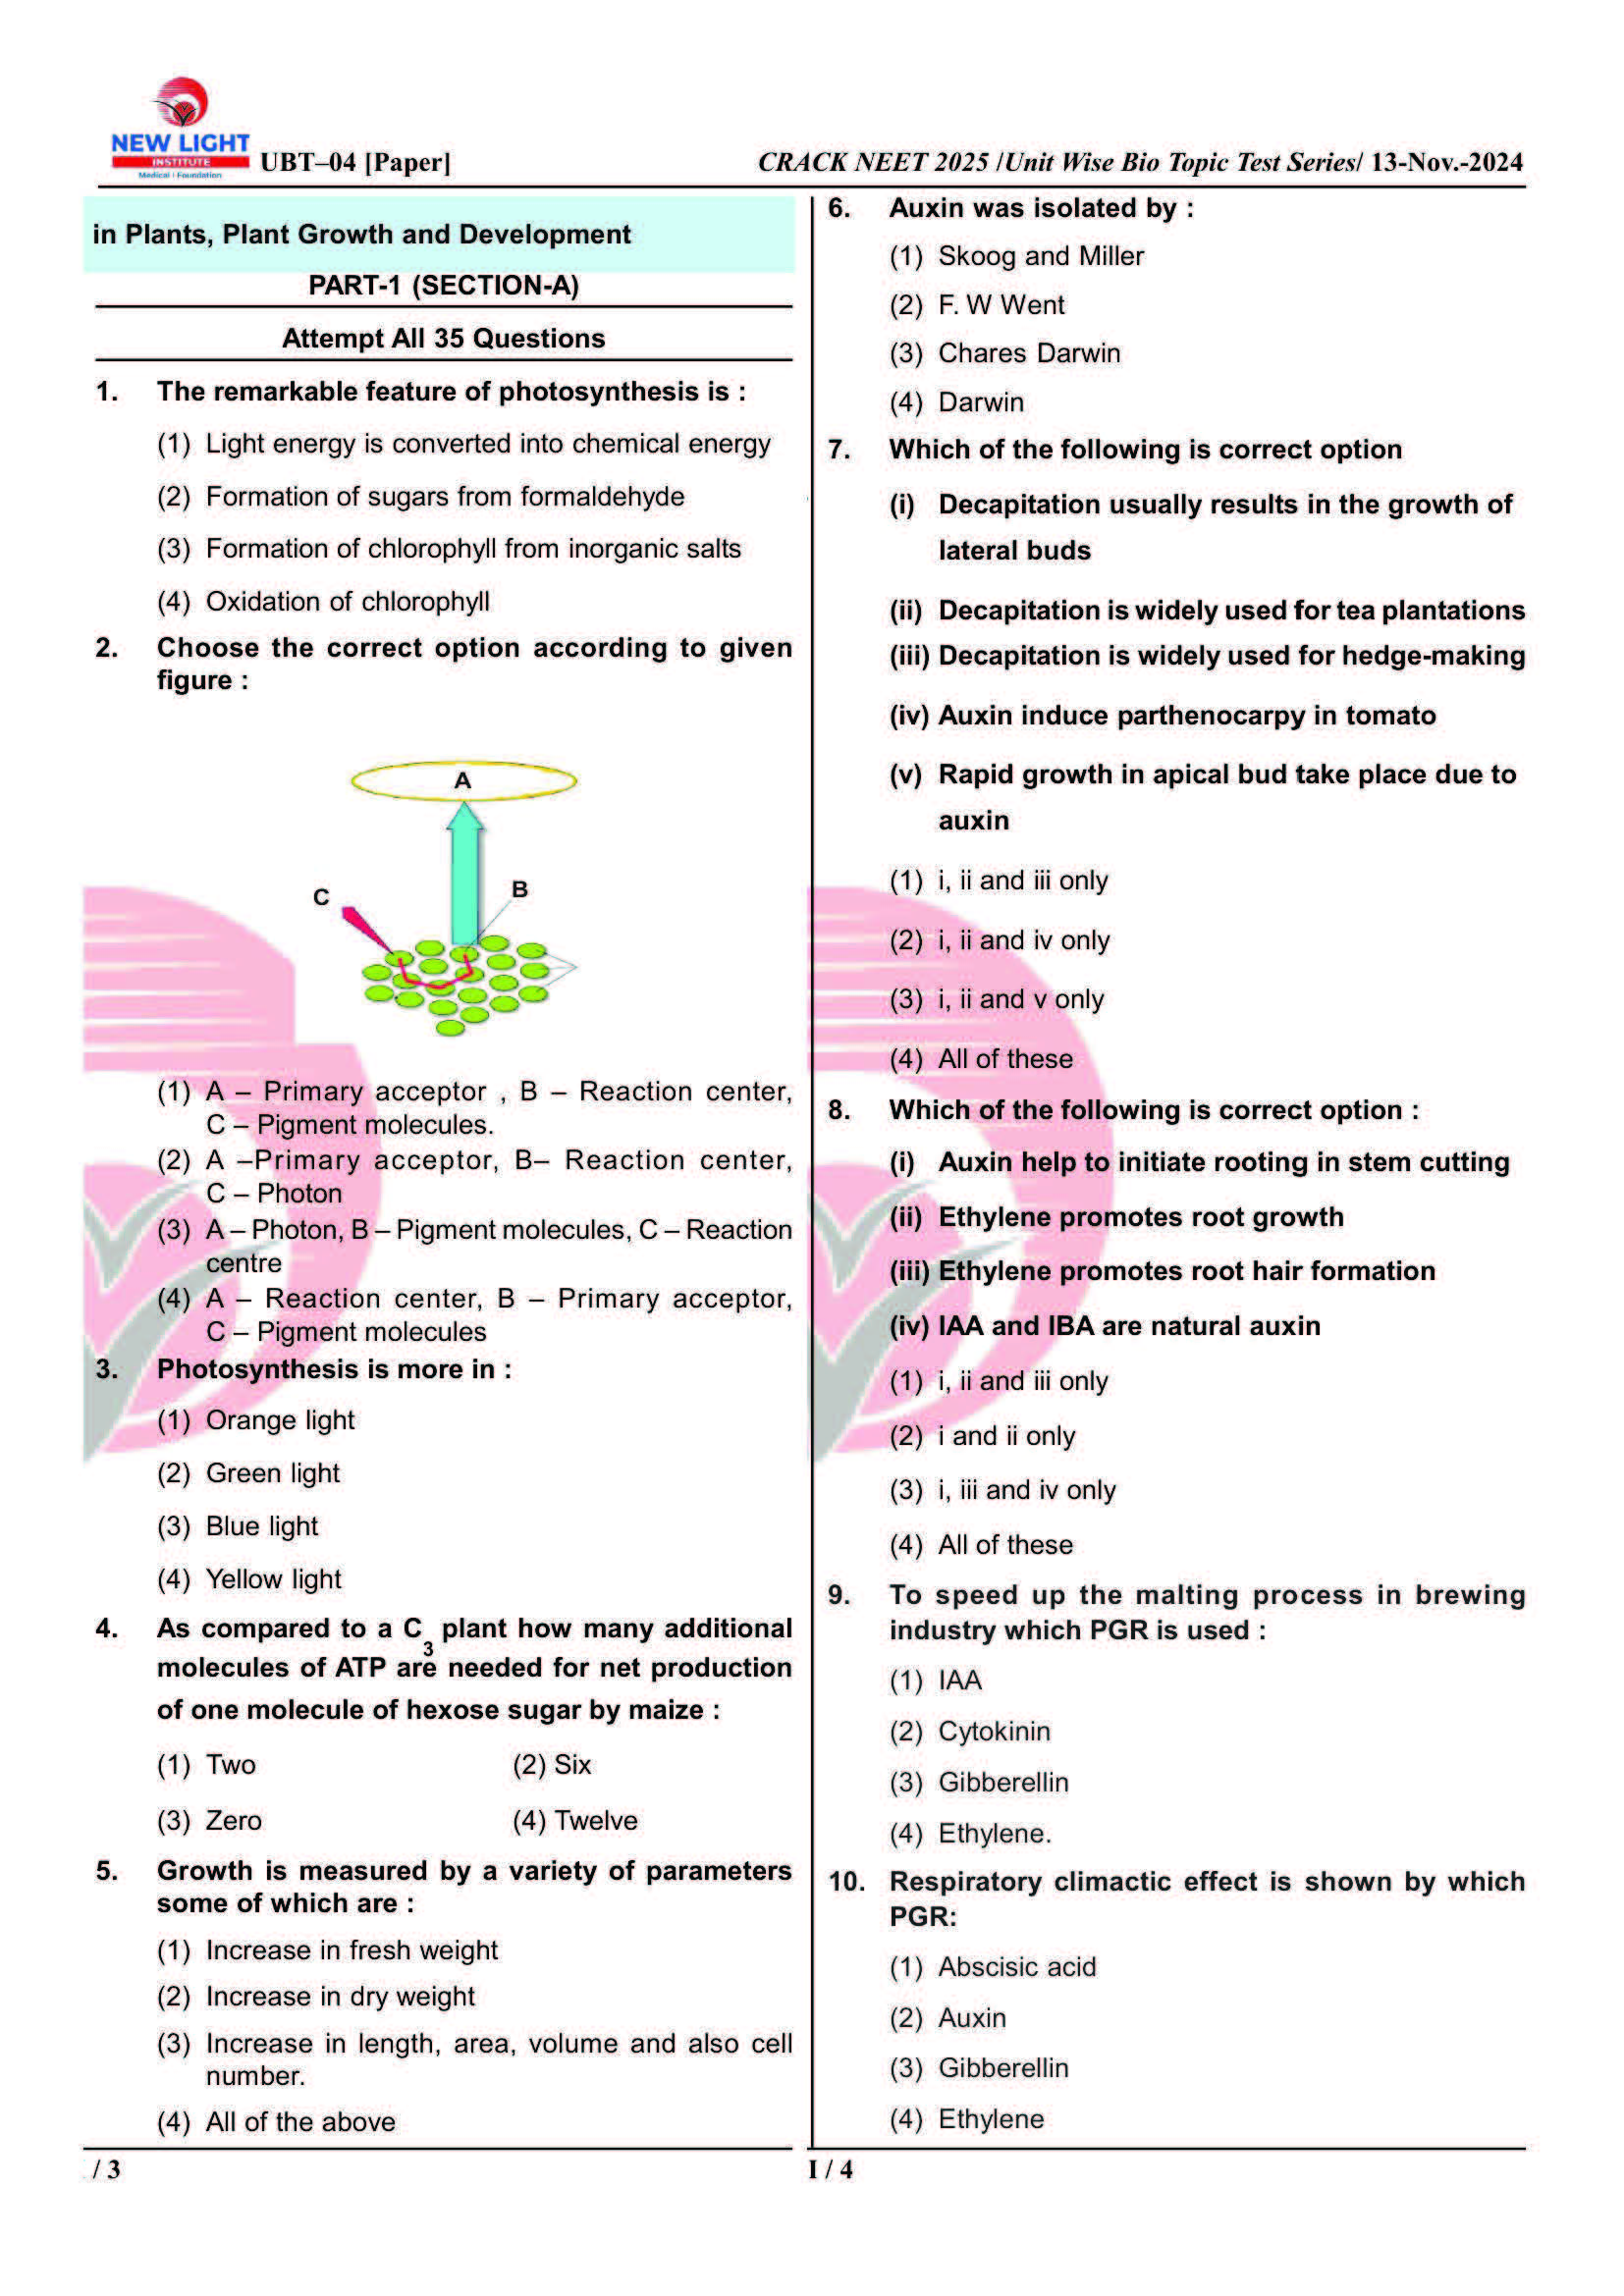 NEW LIGHT
INSTITUTE
Medical | Foundation
UBT–04 [Paper]
CRACK NEET 2025 /Unit Wise Bio Topic Test Series/ 13-Nov.-2024
in Plants, Plant Growth and Development
PART-1 (SECTION-A)
Attempt All 35 Questions
1. The remarkable feature of photosynthesis is :
(1) Light energy is converted into chemical energy
(2) Formation of sugars from formaldehyde
(3) Formation of chlorophyll from inorganic salts
(4) Oxidation of chlorophyll
2. Choose the correct option according to given
figure :
A
B
C
(1) A – Primary acceptor , B – Reaction center,
C – Pigment molecules.
(2) A –Primary acceptor, B– Reaction center,
C – Photon
(3) A – Photon, B – Pigment molecules, C – Reaction
centre
(4) A – Reaction center, B – Primary acceptor,
C – Pigment molecules
3. Photosynthesis is more in :
(1) Orange light
(2) Green light
(3) Blue light
(4) Yellow light
4. As compared to a C3 plant how many additional
molecules of ATP are needed for net production
of one molecule of hexose sugar by maize :
(1) Two (2) Six
(3) Zero (4) Twelve
5. Growth is measured by a variety of parameters
some of which are :
(1) Increase in fresh weight
(2) Increase in dry weight
(3) Increase in length, area, volume and also cell
number.
(4) All of the above
/ 3
6. Auxin was isolated by :
(1) Skoog and Miller
(2) F. W Went
(3) Chares Darwin
(4) Darwin
7. Which of the following is correct option
(i) Decapitation usually results in the growth of
lateral buds
(ii) Decapitation is widely used for tea plantations
(iii) Decapitation is widely used for hedge-making
(iv) Auxin induce parthenocarpy in tomato
(v) Rapid growth in apical bud take place due to
auxin
(1) i, ii and iii only
(2) i, ii and iv only
(3) i, ii and v only
(4) All of these
8. Which of the following is correct option :
(i) Auxin help to initiate rooting in stem cutting
(ii) Ethylene promotes root growth
(iii) Ethylene promotes root hair formation
(iv) IAA and IBA are natural auxin
(1) i, ii and iii only
(2) i and ii only
(3) i, iii and iv only
(4) All of these
9. To speed up the malting process in brewing
industry which PGR is used :
(1) IAA
(2) Cytokinin
(3) Gibberellin
(4) Ethylene.
10. Respiratory climactic effect is shown by which
PGR:
(1) Abscisic acid
(2) Auxin
(3) Gibberellin
(4) Ethylene
I / 4